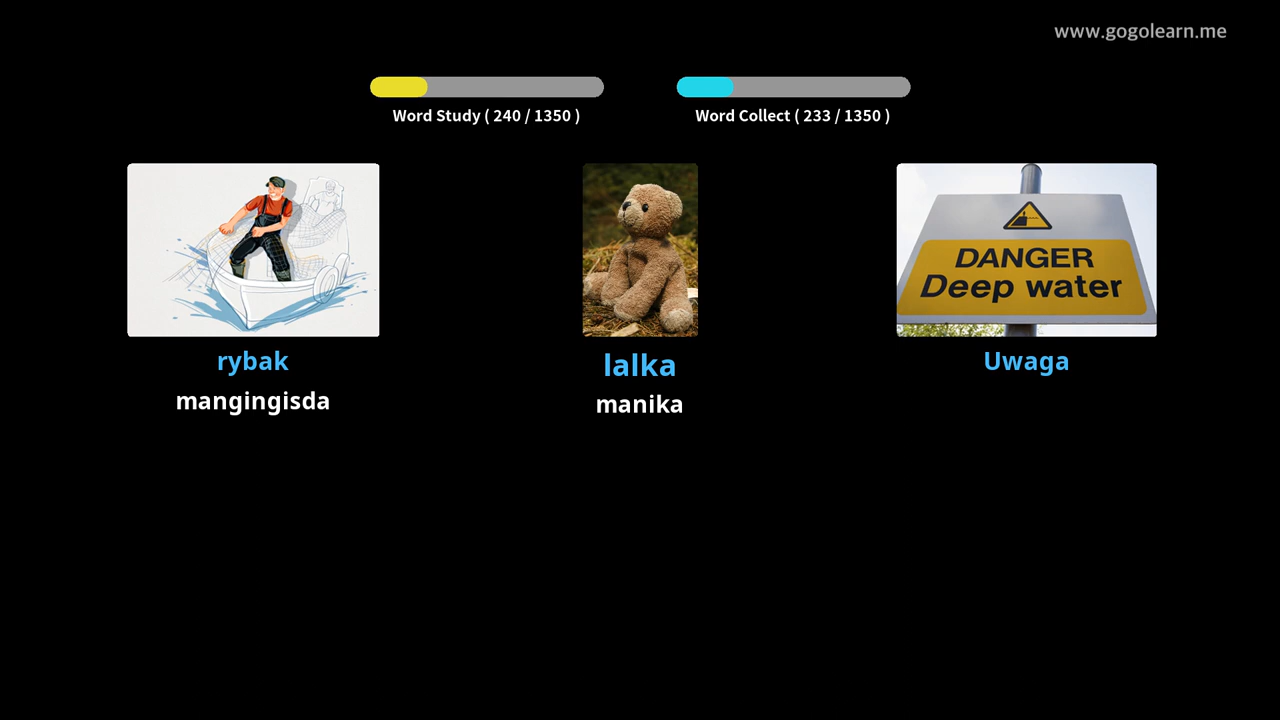 www.gogolearn.me
Word Study ( 240 / 1350 )
Word Collect ( 233 / 1350 )
DANGER
Deep water
rybak
mangingisda
lalka
manika
Uwaga